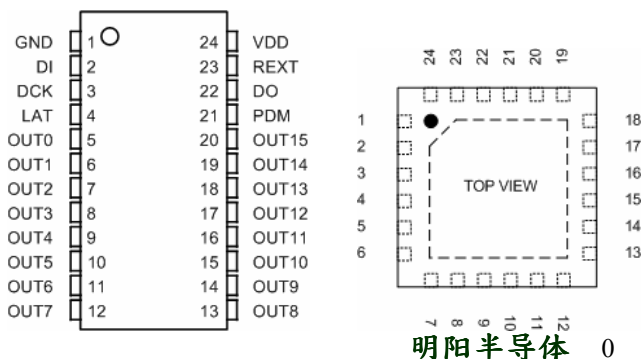 GND 1 24 VDD
DI 2 23 REXT
DCK 3 22 DO
LAT 4 21 PDM
OUT0 5 20 OUT15
OUT1 6 19 OUT14
OUT2 7 18 OUT13
OUT3 8 17 OUT12
OUT4 9 16 OUT11
OUT5 10 15 OUT10
OUT6 11 14 OUT9
OUT7 12 13 OUT8
24 23 22 21 20 19
1 18
2 17
3 16
4 TOP VIEW 15
5 14
6 13
7 8 9 10 11 12
明阳半导体 0